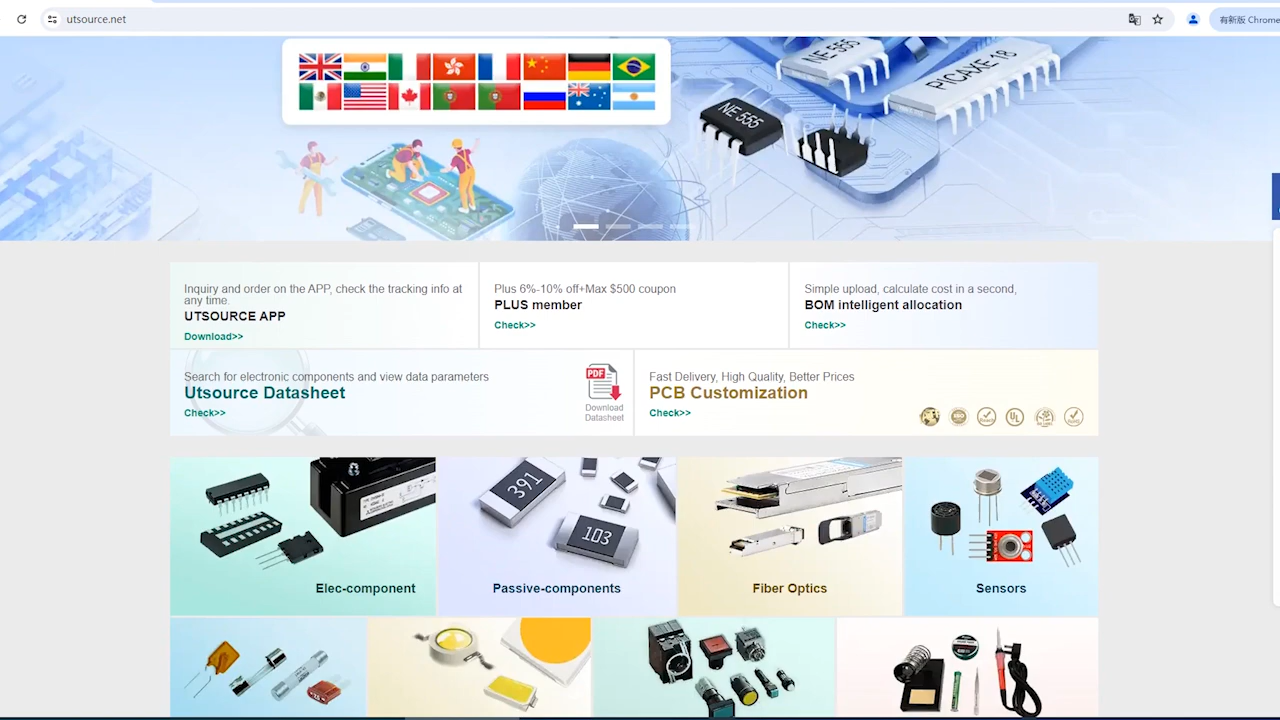 utsource.net
有新版 Chrome
NE 555
PICAXE-18
NE 555
Inquiry and order on the APP, check the tracking info at
any time.
UTSOURCE APP
Download>>
Plus 6%-10% off+Max $500 coupon
PLUS member
Check>>
Simple upload, calculate cost in a second,
BOM intelligent allocation
Check>>
Search for electronic components and view data parameters
Utsource Datasheet
Check>>
PDF
Download
Datasheet
Fast Delivery, High Quality, Better Prices
PCB Customization
Check>>
UL
391
103
Elec-component
Passive-components
Fiber Optics
Sensors